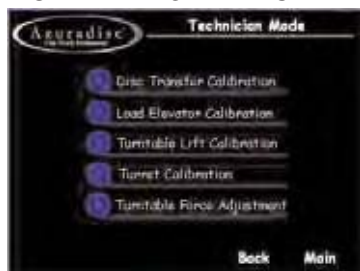 Azuradisc
Technician Mode
Disc Transfer Calibration
Load Elevator Calibration
Turntable Lift Calibration
Turret Calibration
Turntable Force Adjustment
Back Main